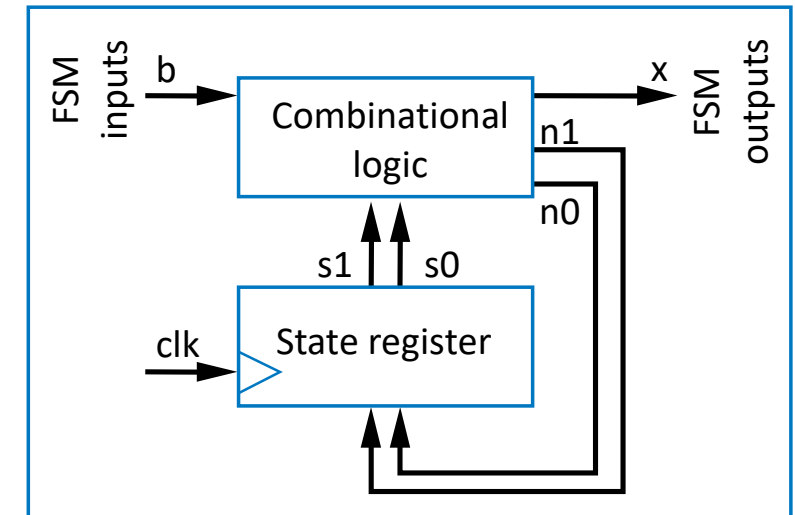 FSM
inputs
b
Combinational
logic
x
FSM
outputs
n1
n0
s1
s0
clk
State register